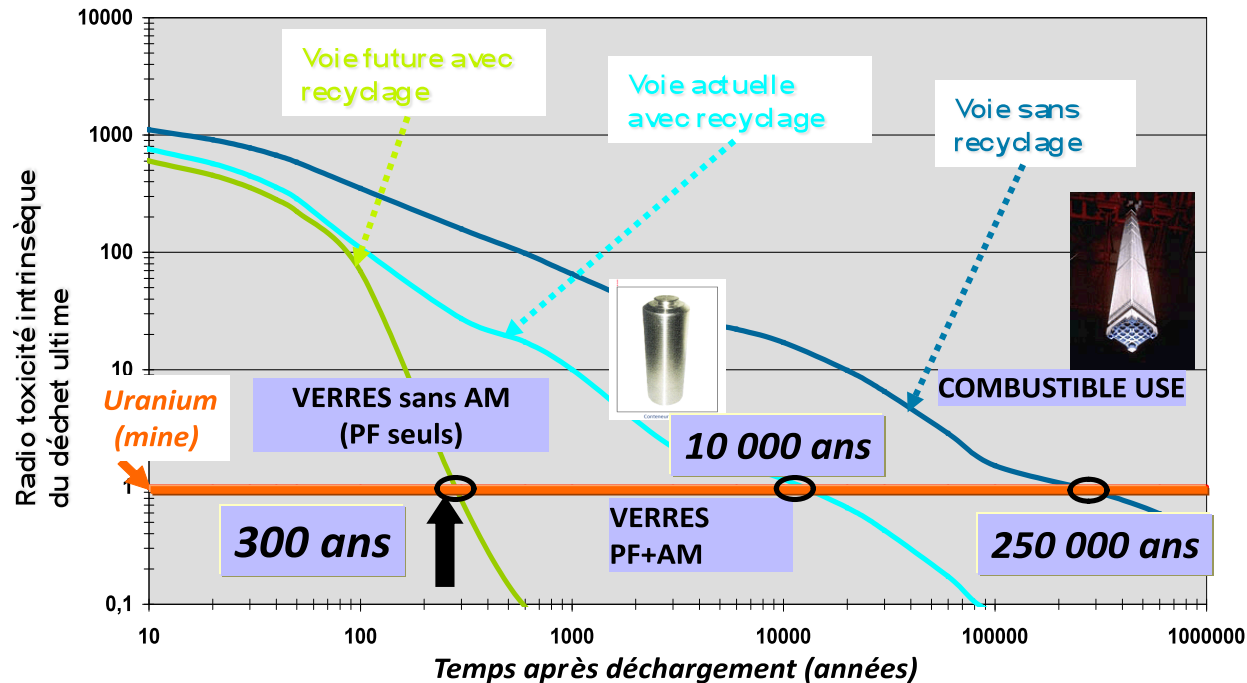 10000
1000
100
10
1
0,1
Radio toxicité intrinsèque
du déchet ultime
Voie future avec
recyclage
Voie actuelle
avec recyclage
Voie sans
recyclage
Uranium
(mine)
VERRES sans AM
(PF seuls)
Conteneur
COMBUSTIBLE USE
10 000 ans
300 ans
VERRES
PF+AM
250 000 ans
10
100
1000
10000
100000
1000000
Temps après déchargement (années)